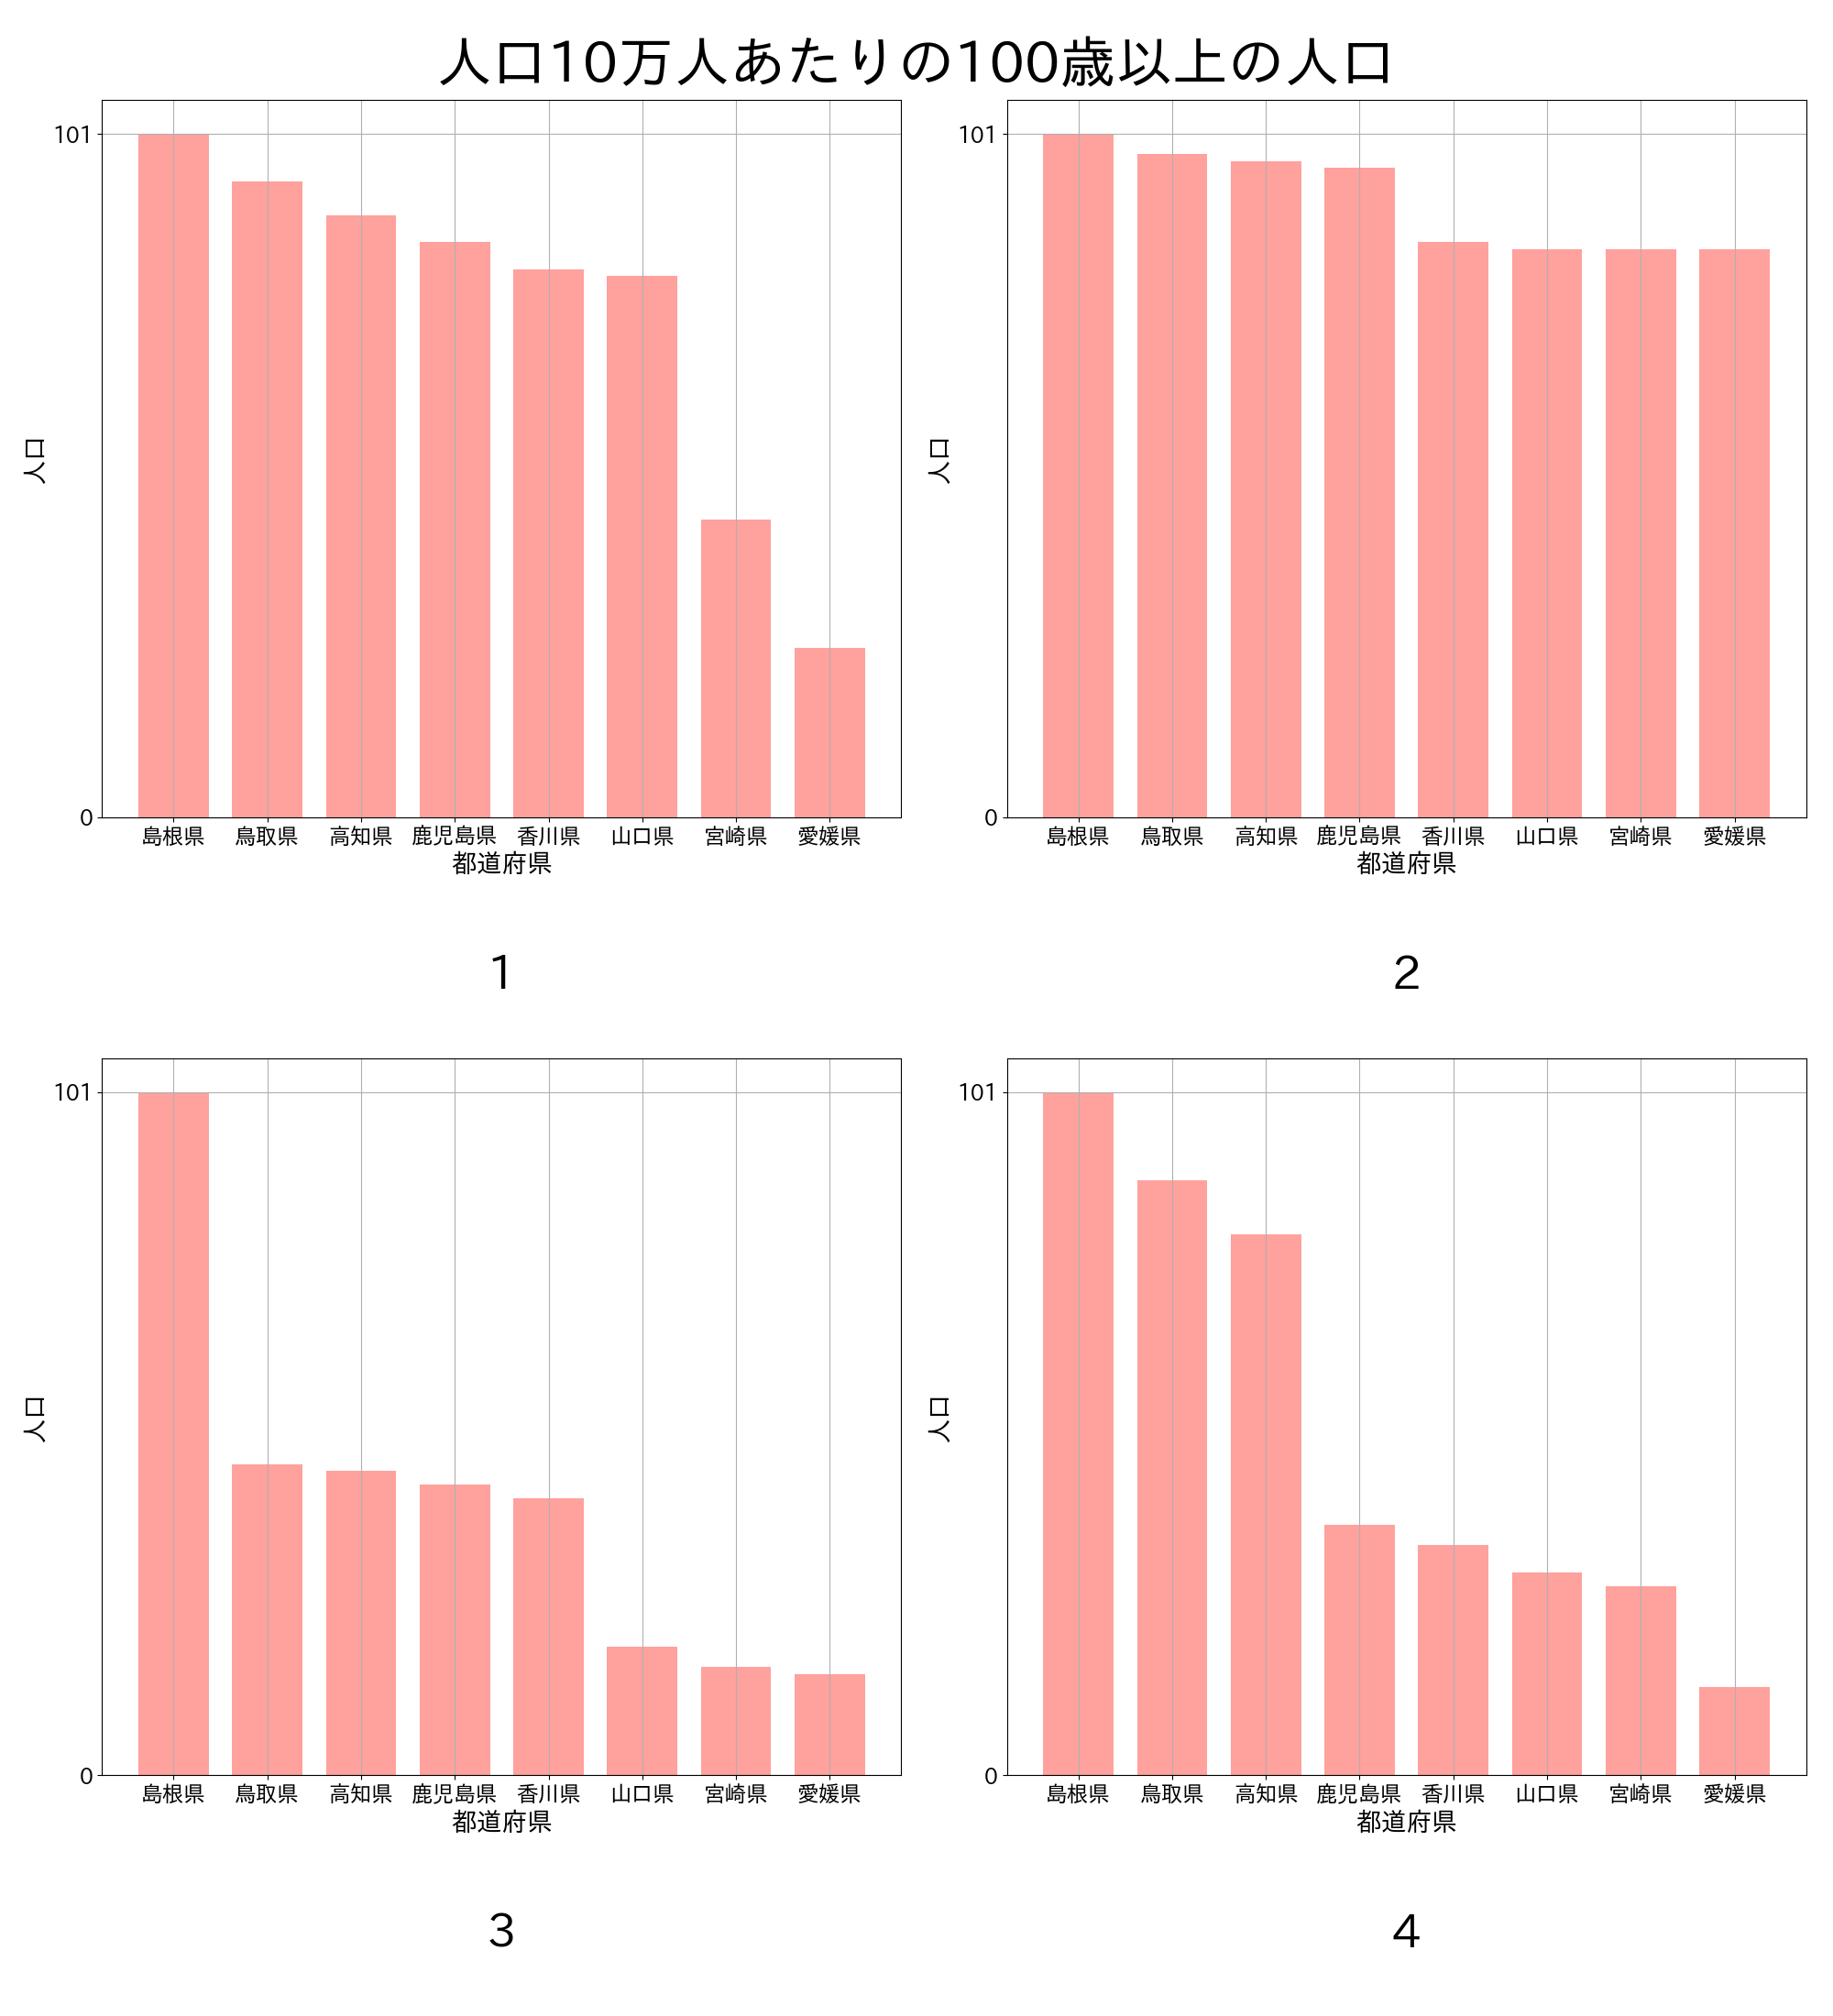 人口10万人あたりの100歳以上の人口
101
0
人口
島根県 鳥取県 高知県 鹿児島県 香川県 山口県 宮崎県 愛媛県
都道府県
1
101
0
人口
島根県 鳥取県 高知県 鹿児島県 香川県 山口県 宮崎県 愛媛県
都道府県
2
101
0
人口
島根県 鳥取県 高知県 鹿児島県 香川県 山口県 宮崎県 愛媛県
都道府県
3
101
0
人口
島根県 鳥取県 高知県 鹿児島県 香川県 山口県 宮崎県 愛媛県
都道府県
4